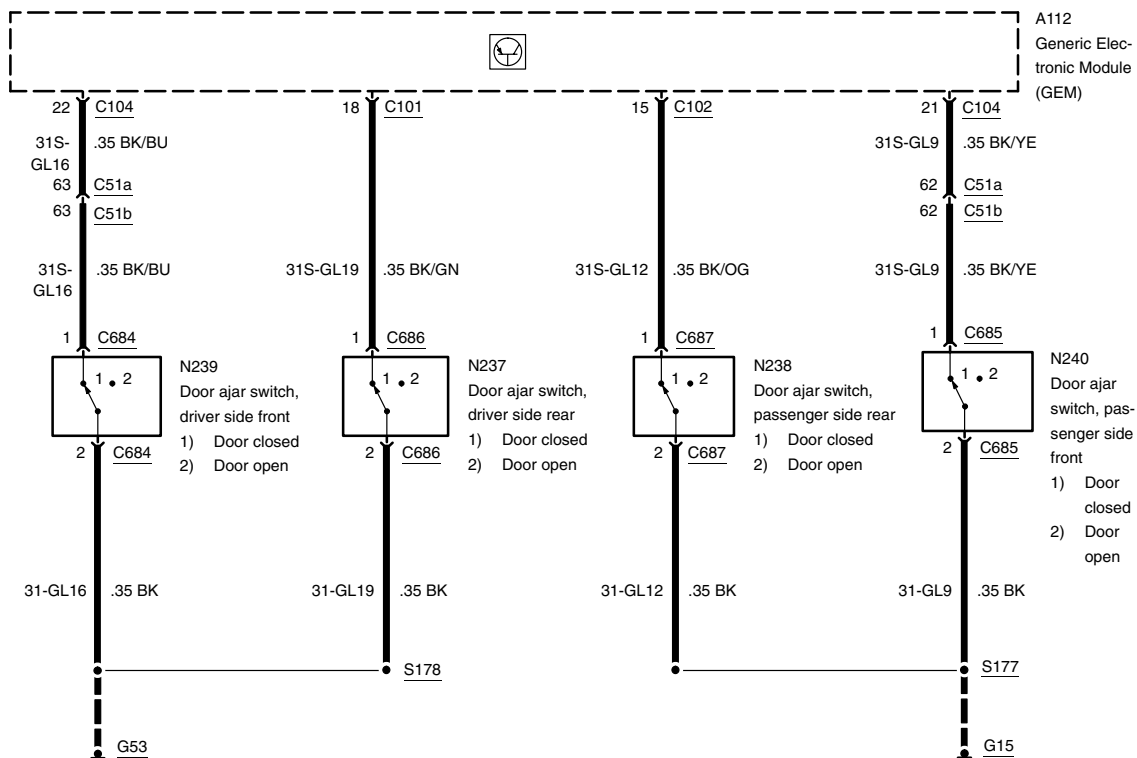 A112
Generic Elec-
tronic Module
(GEM)
22 C104
18 C101
15 C102
21 C104
31S-
GL16
.35 BK/BU
31S-GL9 .35 BK/YE
63 C51a
63 C51b
62 C51a
62 C51b
31S-
GL16
.35 BK/BU
31S-GL19 .35 BK/GN
31S-GL12 .35 BK/OG
31S-GL9 .35 BK/YE
1 C684
1 C686
1 C687
1 C685
1 2
N239
Door ajar switch,
driver side front
1) Door closed
2) Door open
1 2
N237
Door ajar switch,
driver side rear
1) Door closed
2) Door open
1 2
N238
Door ajar switch,
passenger side rear
1) Door closed
2) Door open
1 2
N240
Door ajar
switch, pas-
senger side
front
1) Door
closed
2) Door
open
2 C684
2 C686
2 C687
2 C685
31-GL16 .35 BK
31-GL19 .35 BK
31-GL12 .35 BK
31-GL9 .35 BK
S178
S177
G53
G15